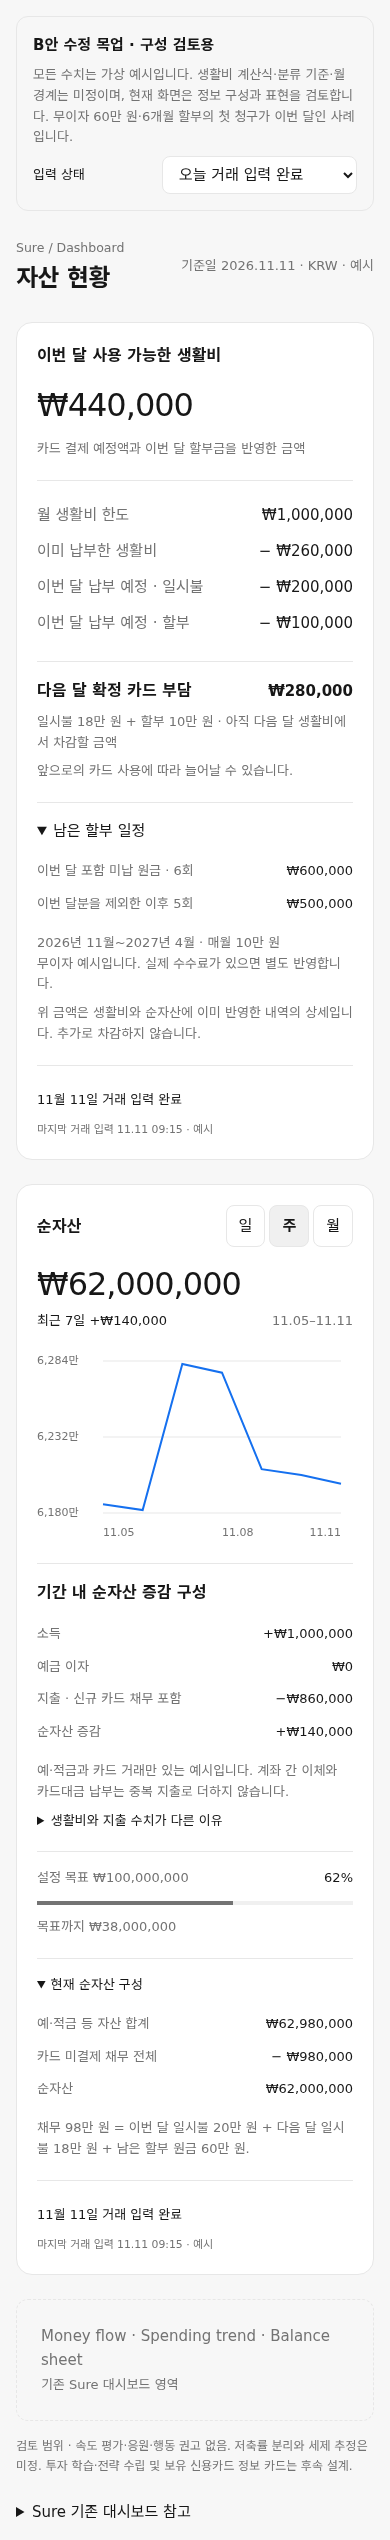 B안 수정 목업 · 구성 검토용
모든 수치는 가상 예시입니다. 생활비 계산식·분류 기준·월
경계는 미정이며, 현재 화면은 정보 구성과 표현을 검토합니
다. 무이자 60만 원·6개월 할부의 첫 청구가 이번 달인 사례
입니다.
입력 상태 오늘 거래 입력 완료
Sure / Dashboard
자산 현황
기준일 2026.11.11 · KRW · 예시
이번 달 사용 가능한 생활비
₩440,000
카드 결제 예정액과 이번 달 할부금을 반영한 금액
월 생활비 한도 ₩1,000,000
이미 납부한 생활비 − ₩260,000
이번 달 납부 예정 · 일시불 − ₩200,000
이번 달 납부 예정 · 할부 − ₩100,000
다음 달 확정 카드 부담 ₩280,000
일시불 18만 원 + 할부 10만 원 · 아직 다음 달 생활비에
서 차감할 금액
앞으로의 카드 사용에 따라 늘어날 수 있습니다.
▼ 남은 할부 일정
이번 달 포함 미납 원금 · 6회 ₩600,000
이번 달분을 제외한 이후 5회 ₩500,000
2026년 11월~2027년 4월 · 매월 10만 원
무이자 예시입니다. 실제 수수료가 있으면 별도 반영합니
다.
위 금액은 생활비와 순자산에 이미 반영한 내역의 상세입니
다. 추가로 차감하지 않습니다.
11월 11일 거래 입력 완료
마지막 거래 입력 11.11 09:15 · 예시
순자산 일 주 월
₩62,000,000
최근 7일 +₩140,000 11.05–11.11
6,284만
6,232만
6,180만
11.05 11.08 11.11
기간 내 순자산 증감 구성
소득 +₩1,000,000
예금 이자 ₩0
지출 · 신규 카드 채무 포함 −₩860,000
순자산 증감 +₩140,000
예·적금과 카드 거래만 있는 예시입니다. 계좌 간 이체와
카드대금 납부는 중복 지출로 더하지 않습니다.
▶ 생활비와 지출 수치가 다른 이유
설정 목표 ₩100,000,000 62%
목표까지 ₩38,000,000
▼ 현재 순자산 구성
예·적금 등 자산 합계 ₩62,980,000
카드 미결제 채무 전체 − ₩980,000
순자산 ₩62,000,000
채무 98만 원 = 이번 달 일시불 20만 원 + 다음 달 일시
불 18만 원 + 남은 할부 원금 60만 원.
11월 11일 거래 입력 완료
마지막 거래 입력 11.11 09:15 · 예시
Money flow · Spending trend · Balance
sheet
기존 Sure 대시보드 영역
검토 범위 · 속도 평가·응원·행동 권고 없음. 저축률 분리와 세제 추정은
미정. 투자 학습·전략 수립 및 보유 신용카드 정보 카드는 후속 설계.
▶ Sure 기존 대시보드 참고